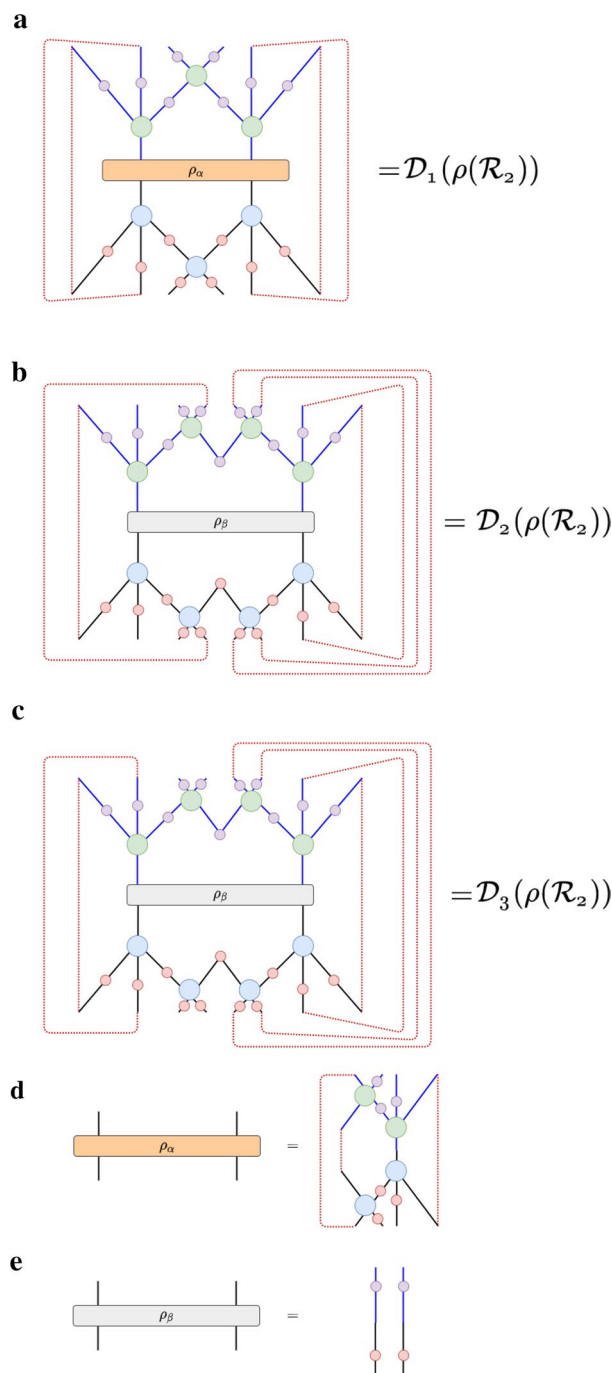 a
ρα
=𝒟₁(ρ(ℛ₂))
b
ρβ
= 𝒟₂(ρ(ℛ₂))
c
ρβ
=𝒟₃(ρ(ℛ₂))
d
ρα =
e
ρβ =